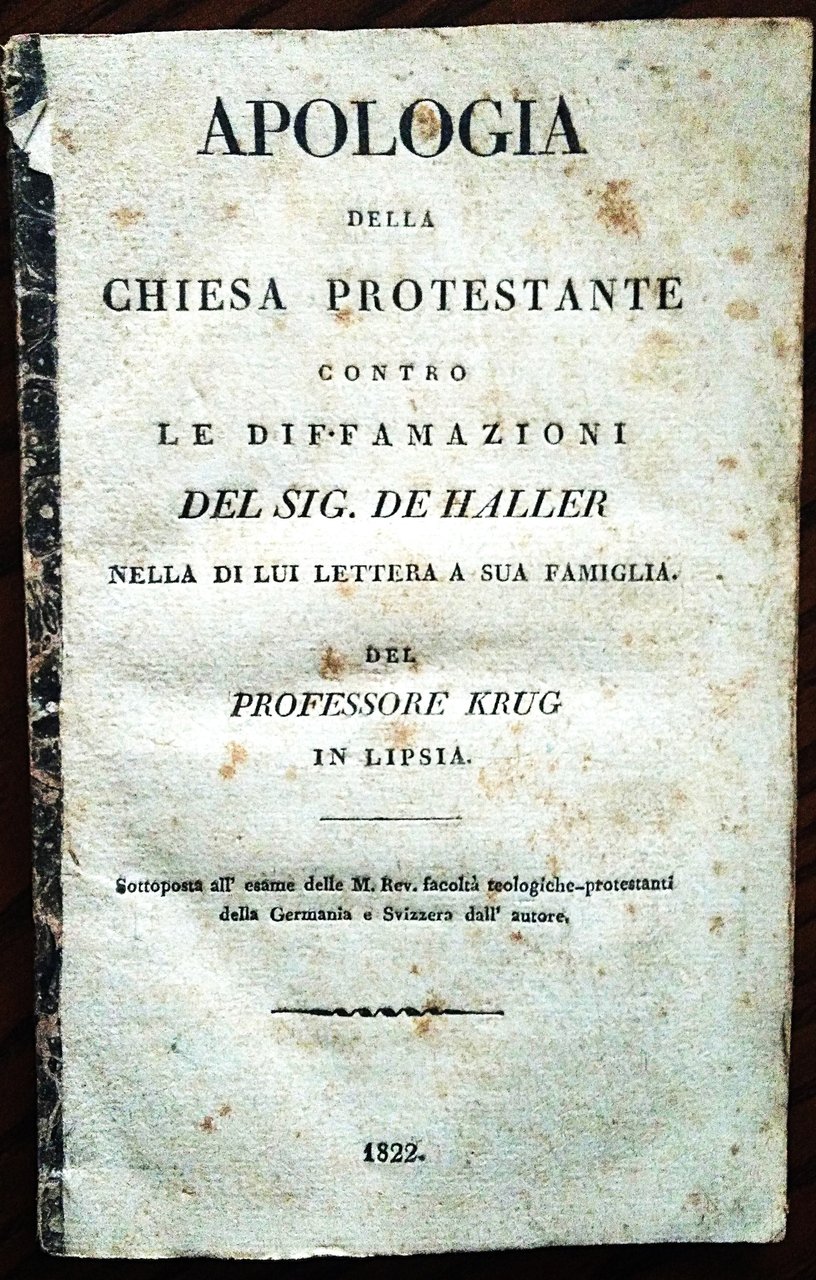 APOLOGIA
DELLA
CHIESA PROTESTANTE
CONTRO
LE DIFFAMAZIONI
DEL SIG. DE HALLER
NELLA DI LUI LETTERA A SUA FAMIGLIA.
DEL
PROFESSORE KRUG
IN LIPSIA.
Sottoposta all' esame delle M. Rev. facoltà teologiche-protestanti
della Germania e Svizzera dall' autore.
1822.